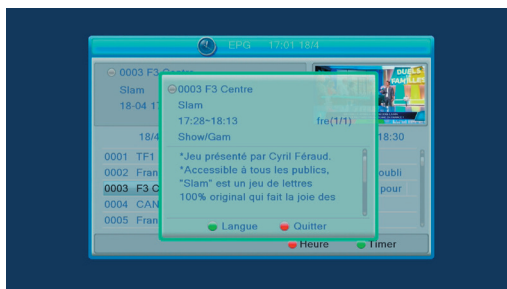 EPG 17:01 18/4
0003 F3 Centre
Slam
18-04 17
DUELS
FAMILLES
0003 F3 Centre
Slam
17:28~18:13 fre(1/1)
Show/Gam
18/4
18:30
*Jeu présenté par Cyril Féraud.
*Accessible à tous les publics,
"Slam" est un jeu de lettres
100% original qui fait la joie des
0001 TF1
0002 Fran
oubli
0003 F3 C
pour
0004 CAN
0005 Fran
Langue Quitter
Heure Timer